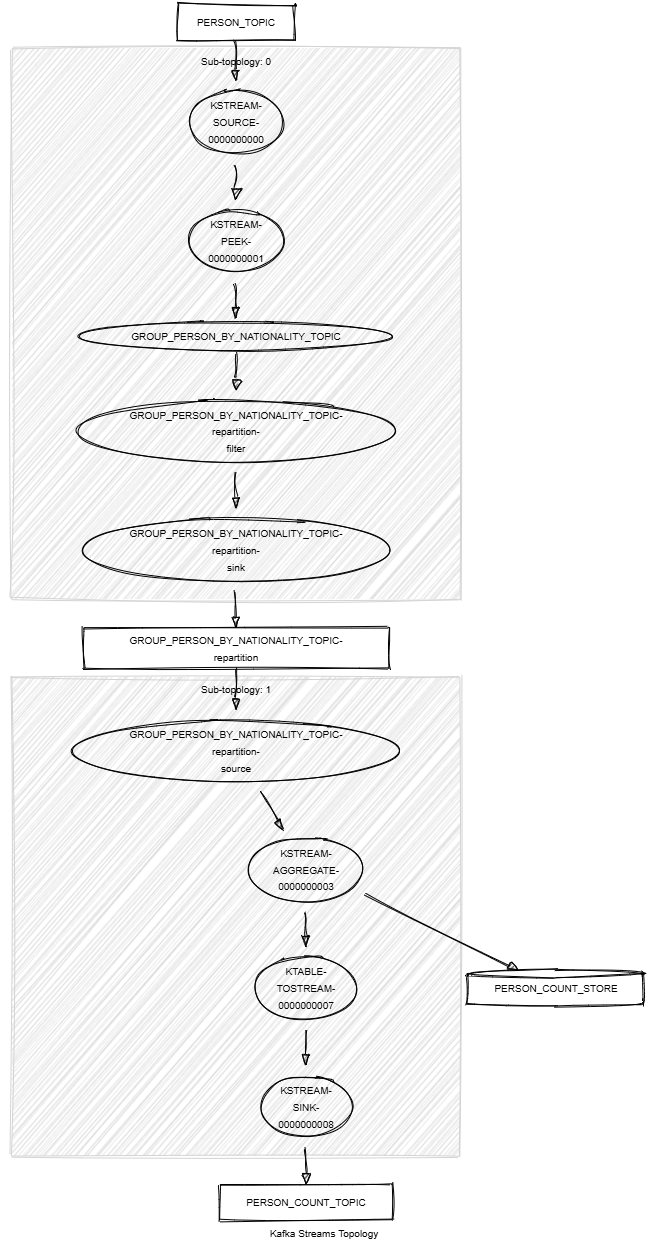 PERSON_TOPIC
Sub-topology: 0
KSTREAM-
SOURCE-
0000000000
KSTREAM-
PEEK-
0000000001
GROUP_PERSON_BY_NATIONALITY_TOPIC
GROUP_PERSON_BY_NATIONALITY_TOPIC-
repartition-
filter
GROUP_PERSON_BY_NATIONALITY_TOPIC-
repartition-
sink
GROUP_PERSON_BY_NATIONALITY_TOPIC-
repartition
Sub-topology: 1
GROUP_PERSON_BY_NATIONALITY_TOPIC-
repartition-
source
KSTREAM-
AGGREGATE-
0000000003
KTABLE-
TOSTREAM-
0000000007
PERSON_COUNT_STORE
KSTREAM-
SINK-
0000000008
PERSON_COUNT_TOPIC
Kafka Streams Topology